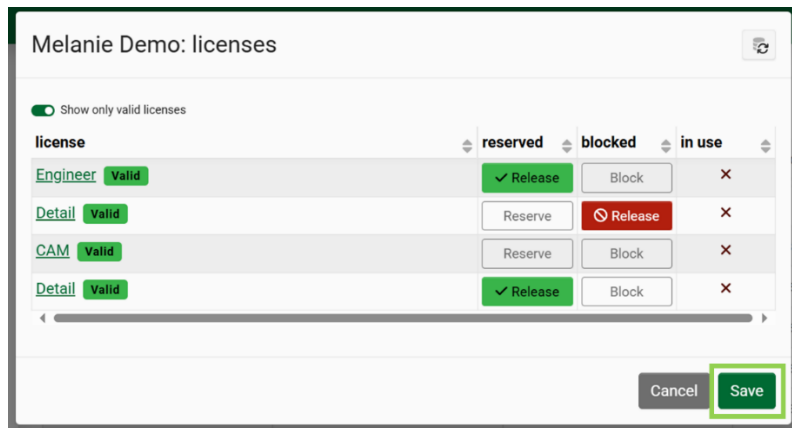 Melanie Demo: licenses
Show only valid licenses
license reserved blocked in use
Engineer Valid Release Block
Detail Valid Reserve Release
CAM Valid Reserve Block
Detail Valid Release Block
Cancel Save